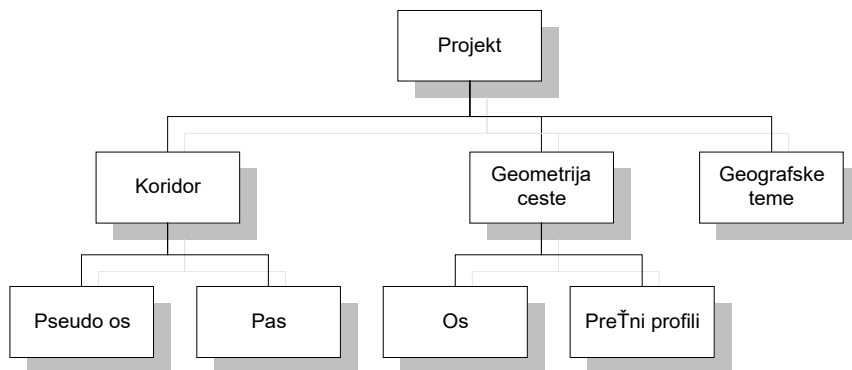 Projekt
Koridor
Geometrija
ceste
Geografske
teme
Pseudo os
Pas
Os
PreŤni profili